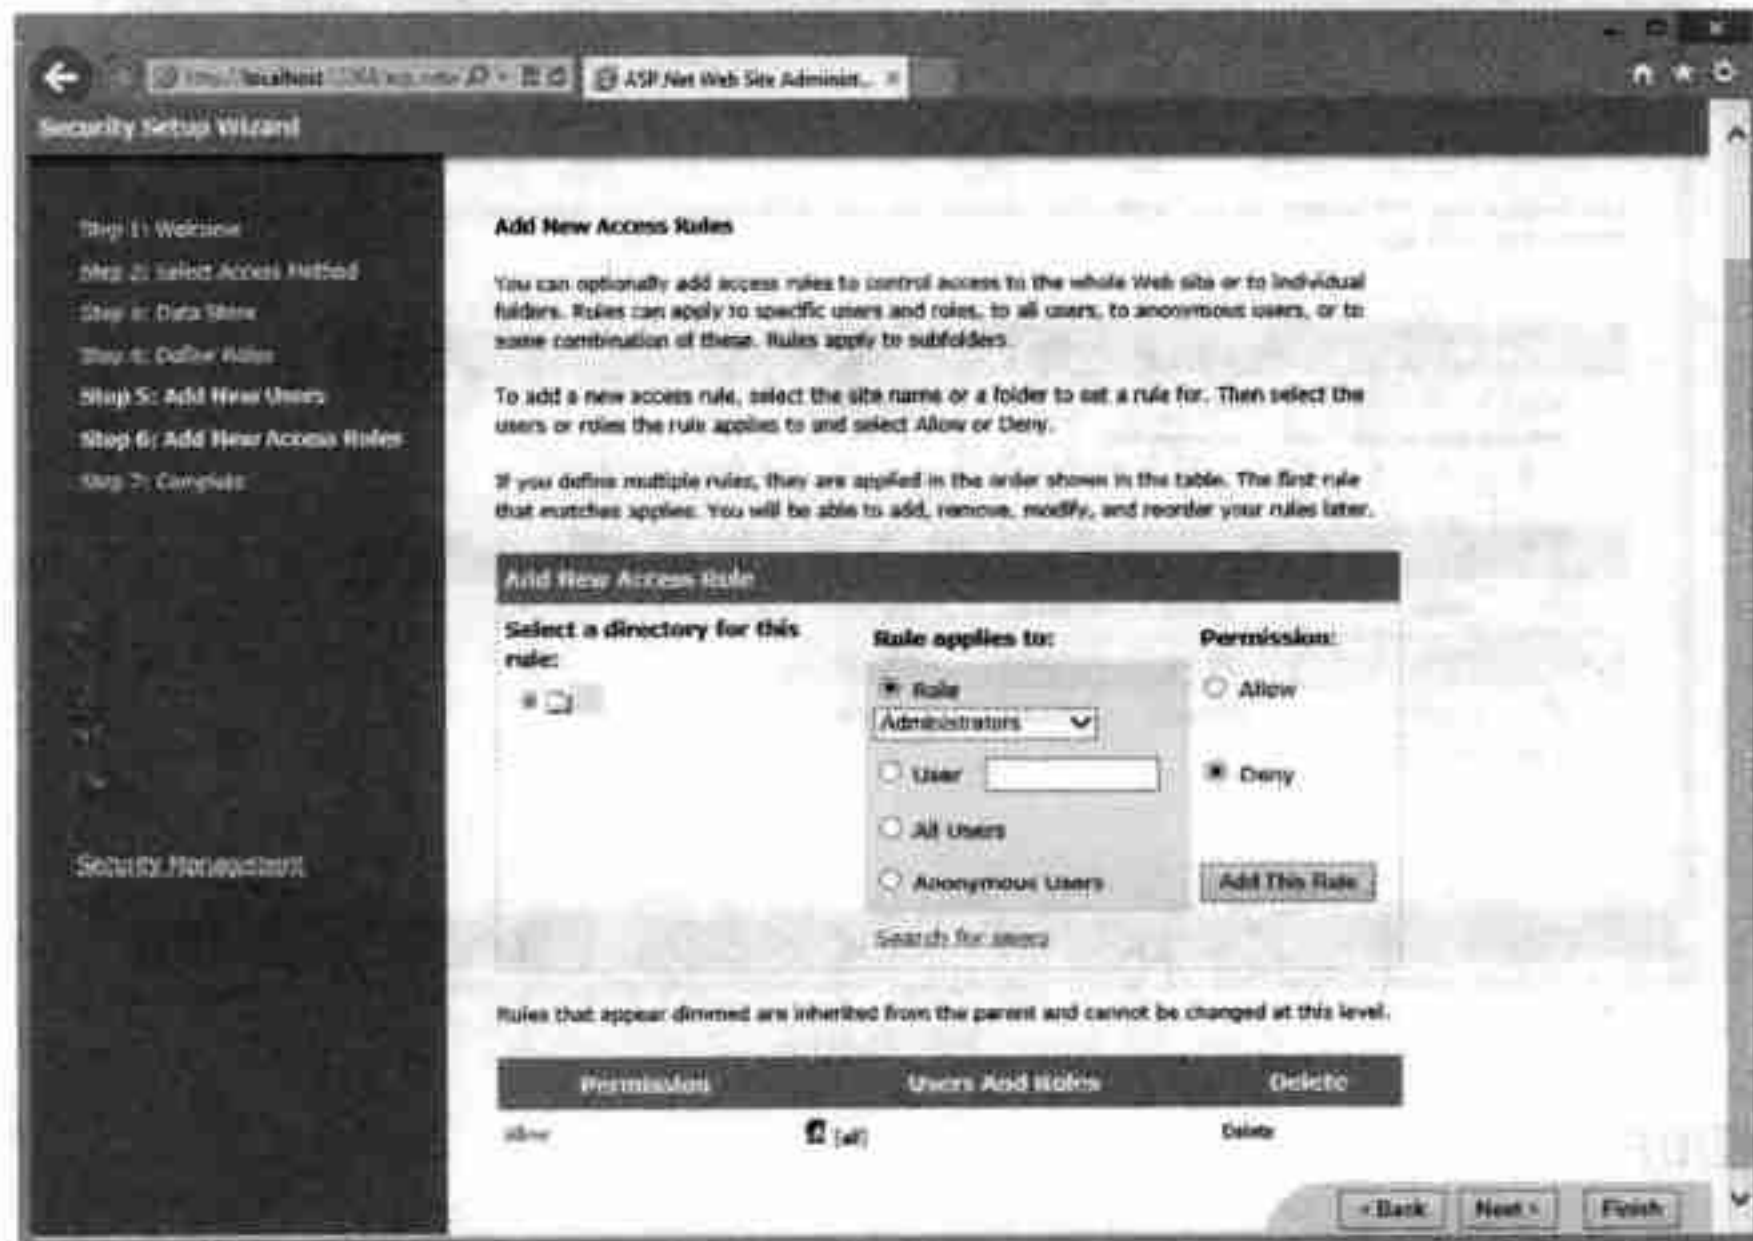 localhost
ASP.Net Web Site Administ...
Security Setup Wizard
Step 1: Welcome
Step 2: Select Access Method
Step 3: Data Store
Step 4: Define Roles
Step 5: Add New Users
Step 6: Add New Access Rules
Step 7: Complete
Security Management
Add New Access Rules
You can optionally add access rules to control access to the whole Web site or to individual
folders. Rules can apply to specific users and roles, to all users, to anonymous users, or to
some combination of these. Rules apply to subfolders.
To add a new access rule, select the site name or a folder to set a rule for. Then select the
users or roles the rule applies to and select Allow or Deny.
If you define multiple rules, they are applied in the order shown in the table. The first rule
that matches applies. You will be able to add, remove, modify, and reorder your rules later.
Add New Access Rule
Select a directory for this
rule:
Rule applies to:
Role
Administrators
User
All Users
Anonymous Users
Search for users
Permission:
Allow
Deny
Add This Rule
Rules that appear dimmed are inherited from the parent and cannot be changed at this level.
Permission Users And Roles Delete
Allow [all] Delete
< Back Next > Finish